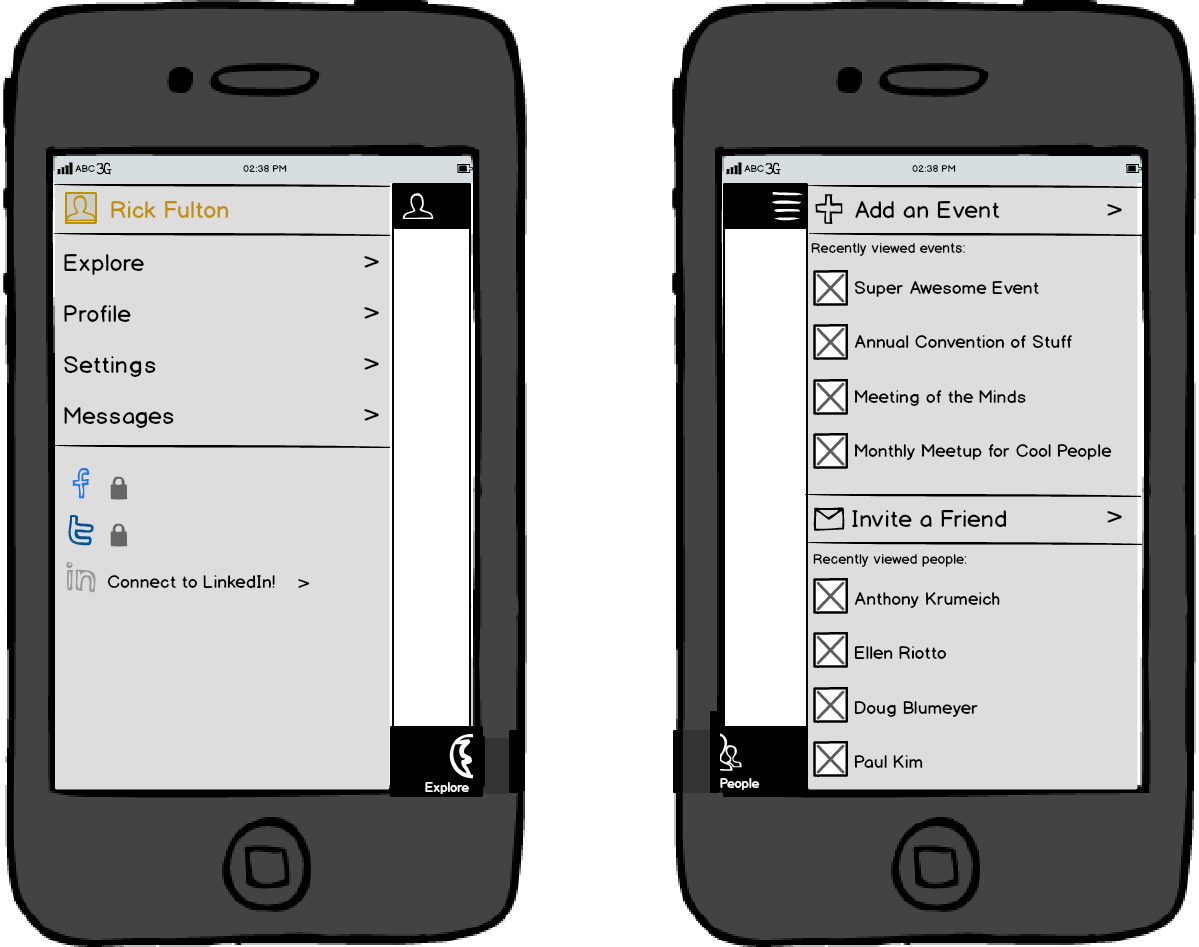 ABC 3G 02:38 PM
Rick Fulton
Explore >
Profile >
Settings >
Messages >
f
t
in Connect to LinkedIn! >
Explore
ABC 3G 02:38 PM
Add an Event >
Recently viewed events:
Super Awesome Event
Annual Convention of Stuff
Meeting of the Minds
Monthly Meetup for Cool People
Invite a Friend >
Recently viewed people:
Anthony Krumeich
Ellen Riotto
Doug Blumeyer
Paul Kim
People